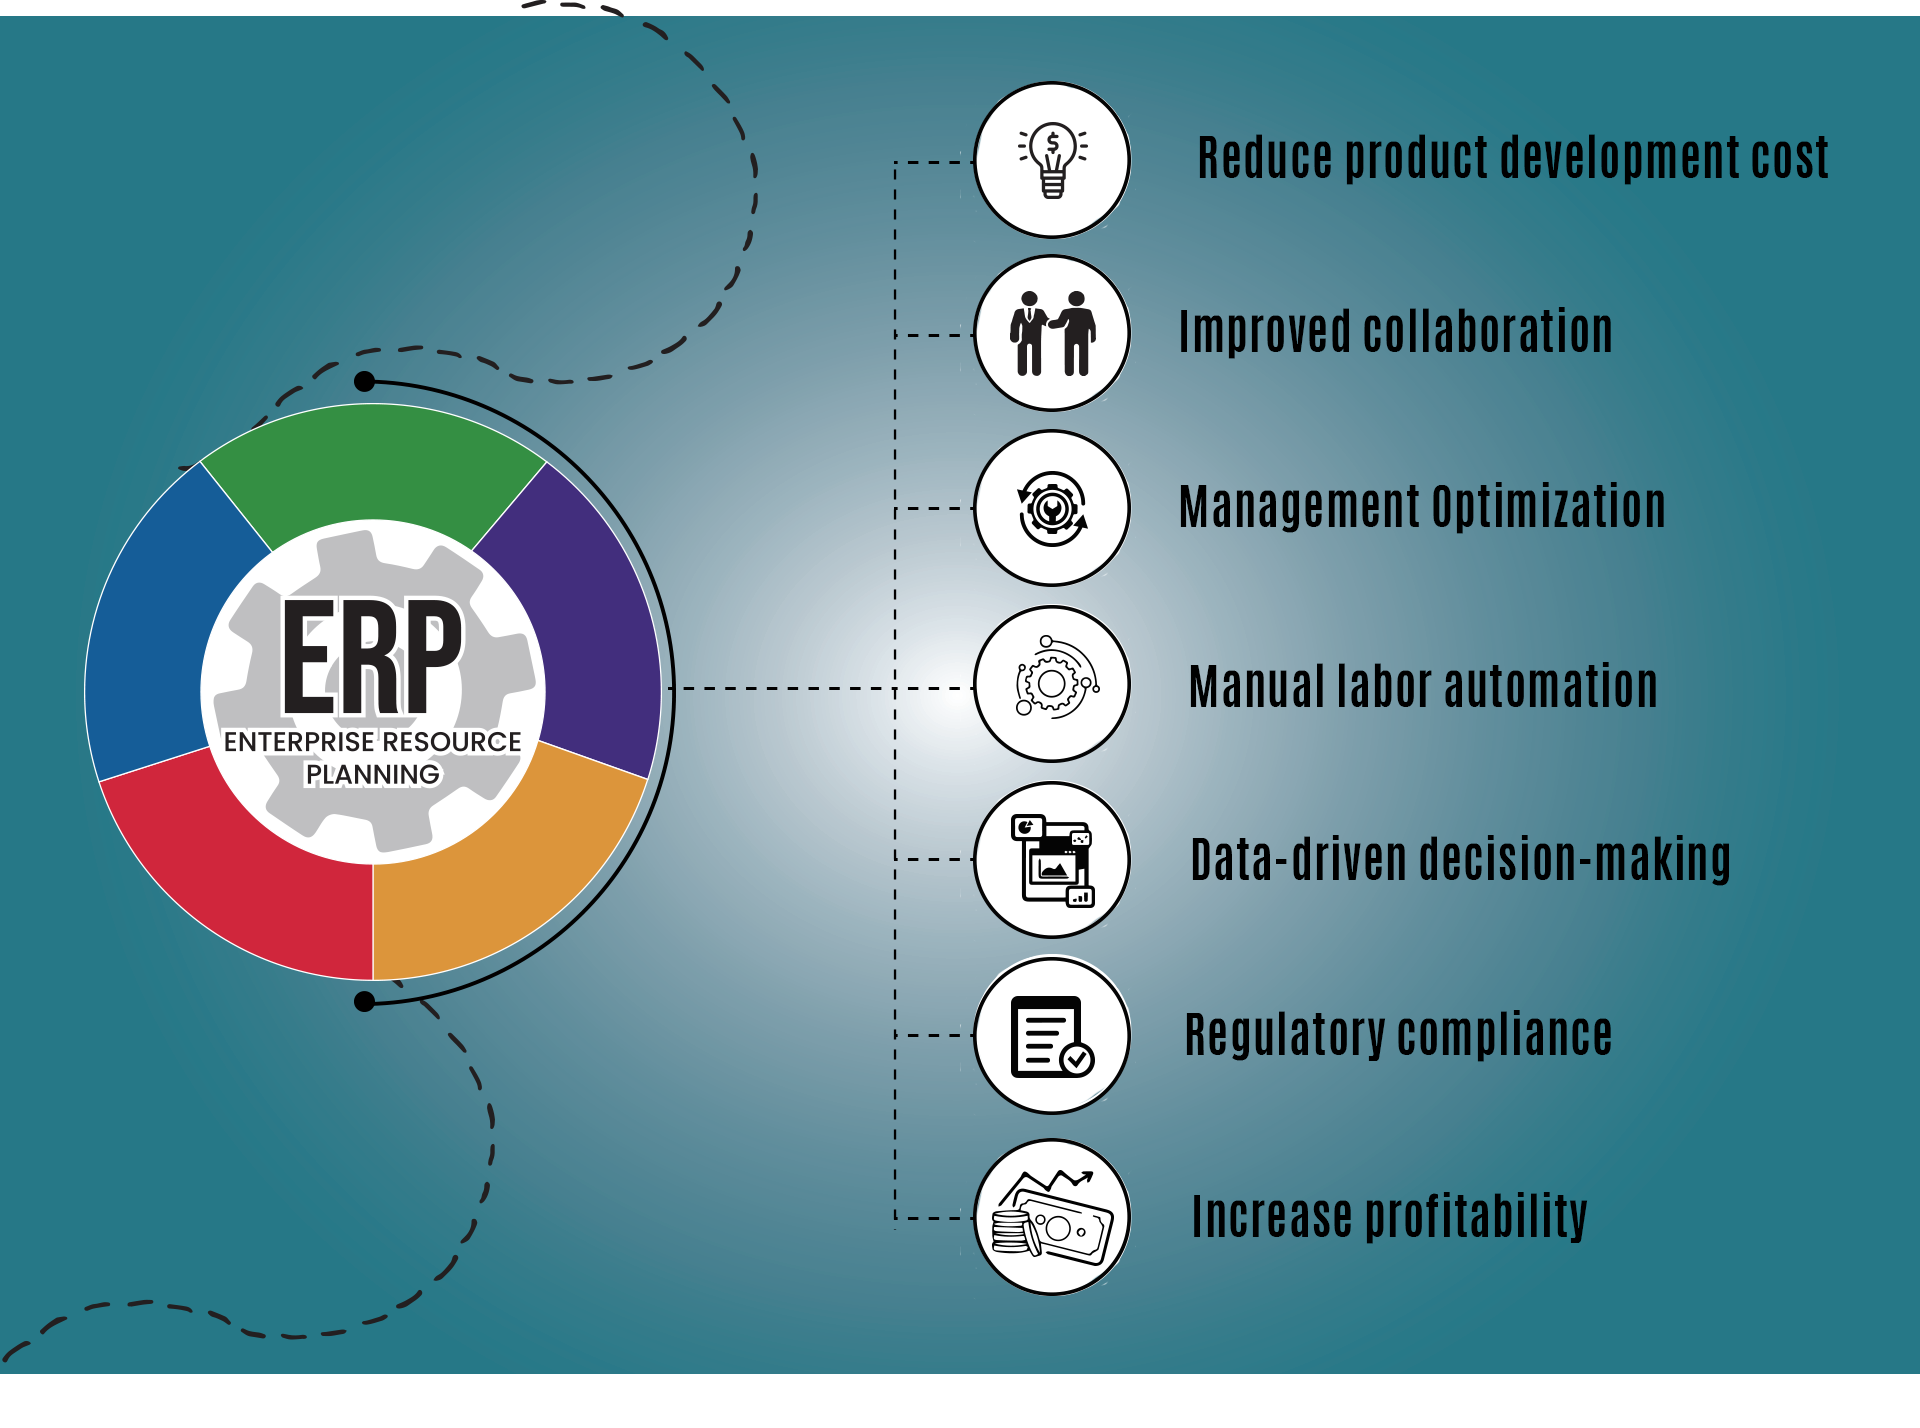 ERP
ENTERPRISE RESOURCE
PLANNING
Reduce product development cost
Improved collaboration
Management Optimization
Manual labor automation
Data-driven decision-making
Regulatory compliance
Increase profitability
$